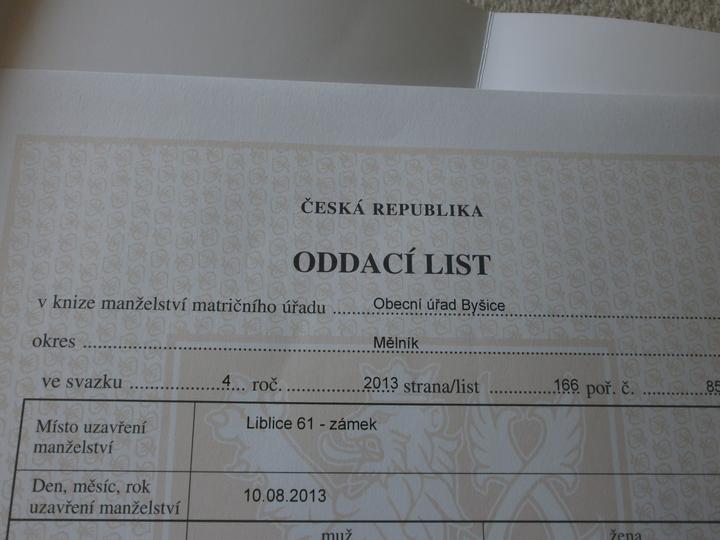 ČESKÁ REPUBLIKA
ODDACÍ LIST
v knize manželství matričního úřadu Obecní úřad Byšice
okres Mělník
ve svazku 4 roč. 2013 strana/list 166 poř. č. 85
Místo uzavření manželství Liblice 61 - zámek
Den, měsíc, rok uzavření manželství 10.08.2013
muž žena